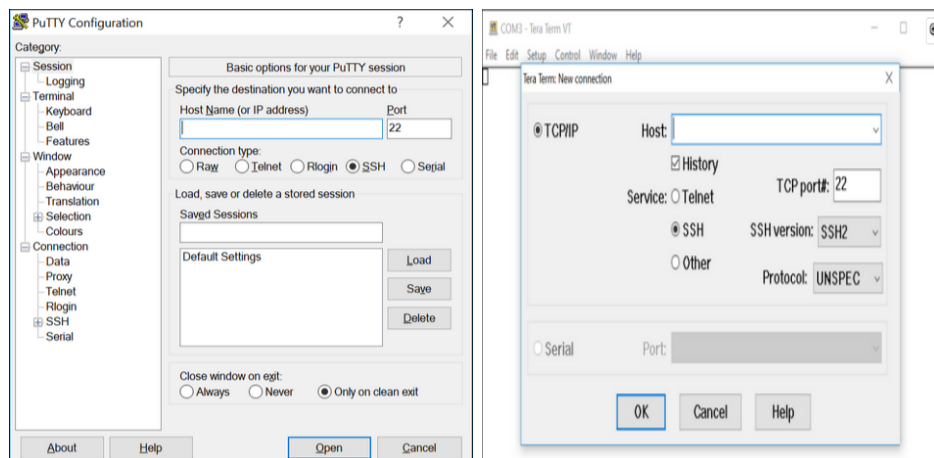 PuTTY Configuration
?
X
Category:
Session
Logging
Terminal
Keyboard
Bell
Features
Window
Appearance
Behaviour
Translation
Selection
Colours
Connection
Data
Proxy
Telnet
Rlogin
SSH
Serial
Basic options for your PuTTY session
Specify the destination you want to connect to
Host Name (or IP address) Port
22
Connection type:
Raw Telnet Rlogin SSH Serial
Load, save or delete a stored session
Saved Sessions
Default Settings
Load
Save
Delete
Close window on exit:
Always Never Only on clean exit
About Help Open Cancel
COM3 - Tera Term VT
File Edit Setup Control Window Help
Tera Term: New connection X
TCP/IP Host:
History
Service: Telnet TCP port#: 22
SSH SSH version: SSH2
Other Protocol: UNSPEC
Serial Port:
OK Cancel Help